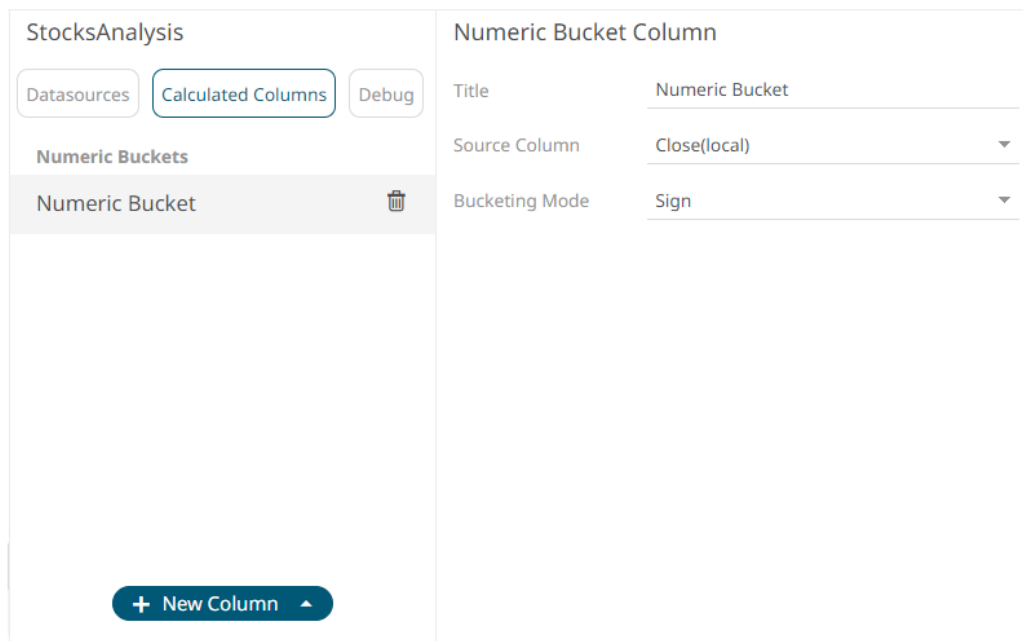 StocksAnalysis
Datasources Calculated Columns Debug
Numeric Buckets
Numeric Bucket
New Column
Numeric Bucket Column
Title Numeric Bucket
Source Column Close(local)
Bucketing Mode Sign